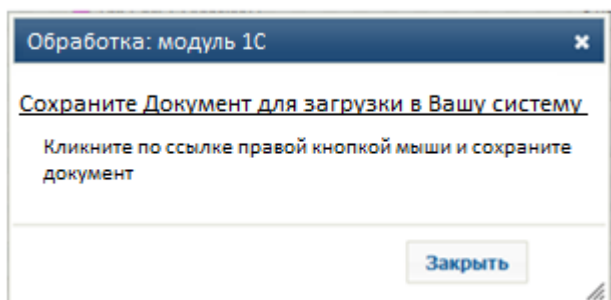 Обработка: модуль 1С
Сохраните Документ для загрузки в Вашу систему
Кликните по ссылке правой кнопкой мыши и сохраните
документ
Закрыть